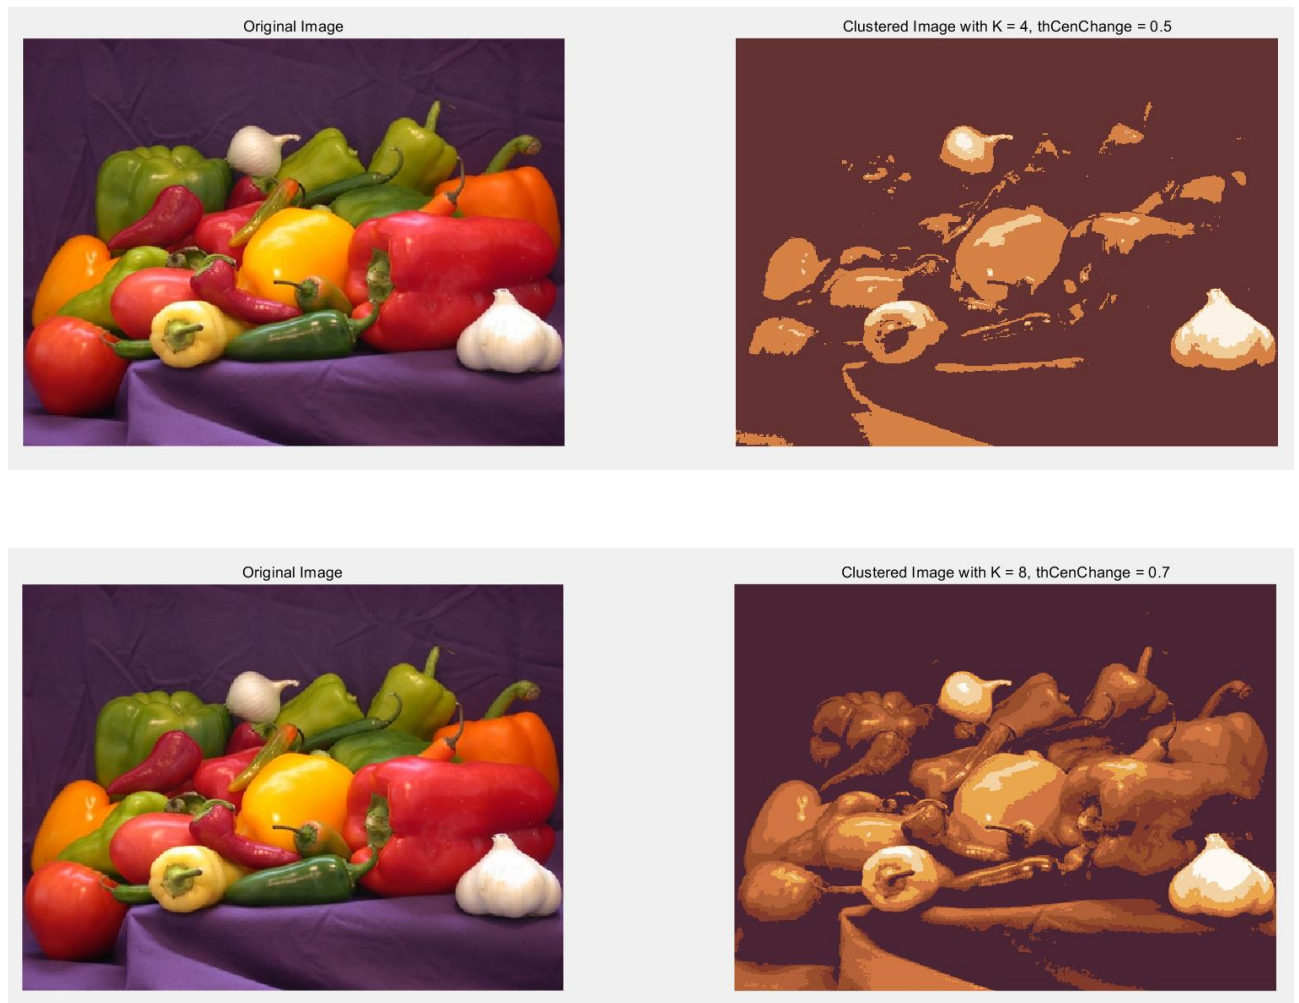 Original Image
Clustered Image with K = 4, thCenChange = 0.5
Original Image
Clustered Image with K = 8, thCenChange = 0.7